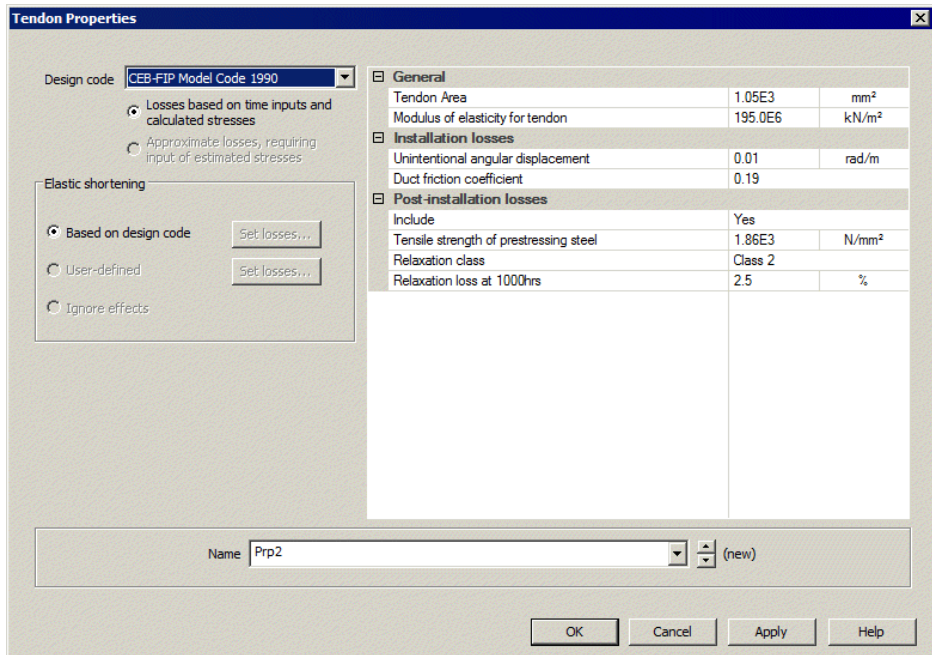 Tendon Properties
Design code CEB-FIP Model Code 1990
Losses based on time inputs and
calculated stresses
Approximate losses, requiring
input of estimated stresses
Elastic shortening
Based on design code Set losses...
User-defined Set losses...
Ignore effects
General
Tendon Area 1.05E3 mm²
Modulus of elasticity for tendon 195.0E6 kN/m²
Installation losses
Unintentional angular displacement 0.01 rad/m
Duct friction coefficient 0.19
Post-installation losses
Include Yes
Tensile strength of prestressing steel 1.86E3 N/mm²
Relaxation class Class 2
Relaxation loss at 1000hrs 2.5 %
Name Prp2 (new)
OK Cancel Apply Help